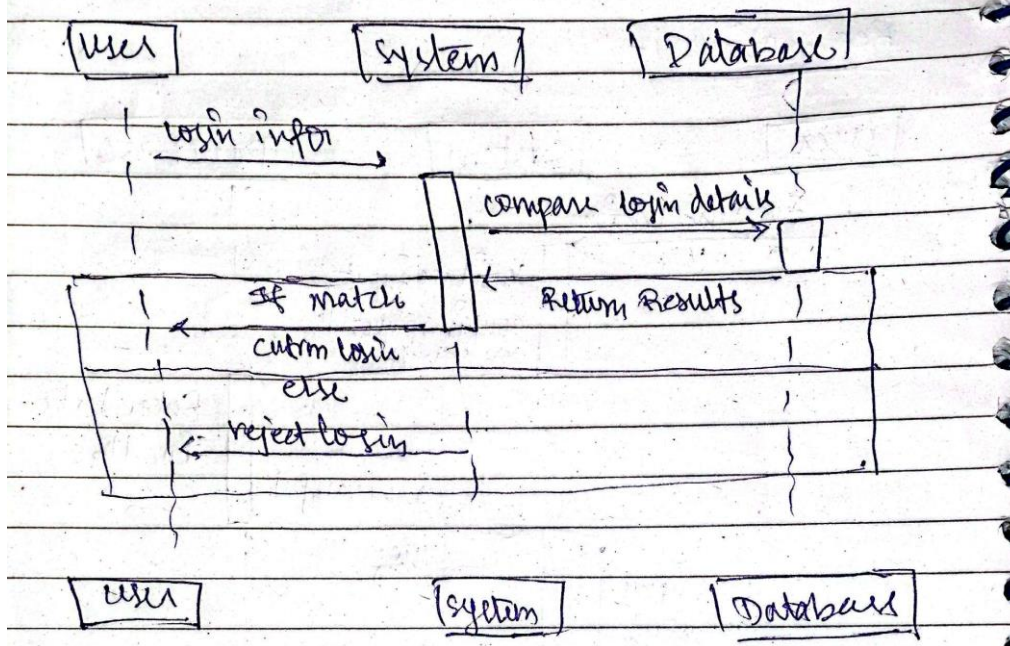 User System Database
login infor
compare login details
If match Return Results
login
else
reject login
User System Database